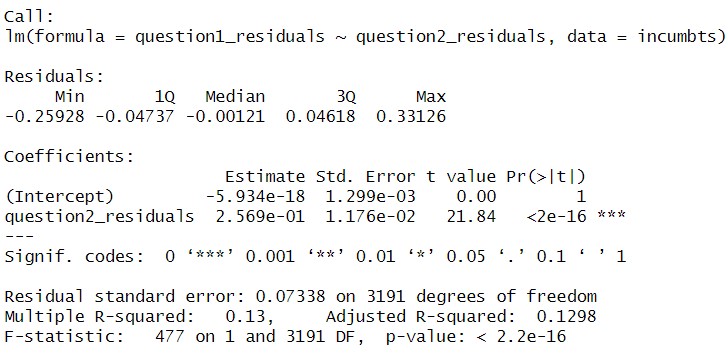 Call:
lm(formula = question1_residuals ~ question2_residuals, data = incumbts)
Residuals:
Min 1Q Median 3Q Max
-0.25928 -0.04737 -0.00121 0.04618 0.33126
Coefficients:
Estimate Std. Error t value Pr(>|t|)
(Intercept) -5.934e-18 1.299e-03 0.00 1
question2_residuals 2.569e-01 1.176e-02 21.84 <2e-16 ***
---
Signif. codes: 0 ‘***’ 0.001 ‘**’ 0.01 ‘*’ 0.05 ‘.’ 0.1 ‘ ’ 1
Residual standard error: 0.07338 on 3191 degrees of freedom
Multiple R-squared: 0.13, Adjusted R-squared: 0.1298
F-statistic: 477 on 1 and 3191 DF, p-value: < 2.2e-16